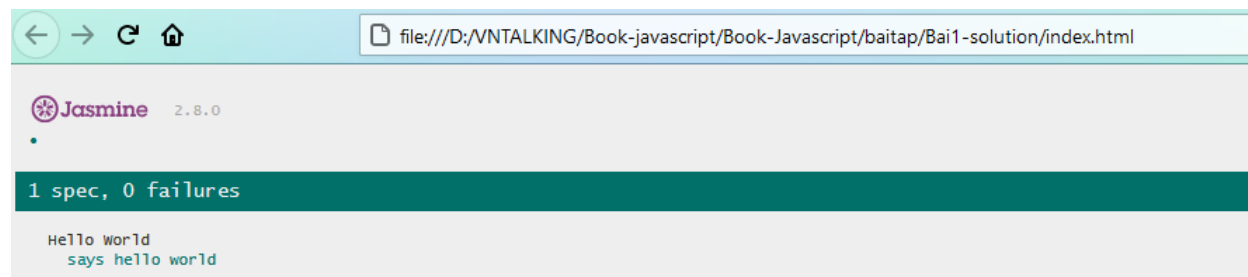 file:///D:/VNTALKING/Book-javascript/Book-Javascript/baitap/Bai1-solution/index.html
Jasmine 2.8.0
1 spec, 0 failures
Hello World
says hello world